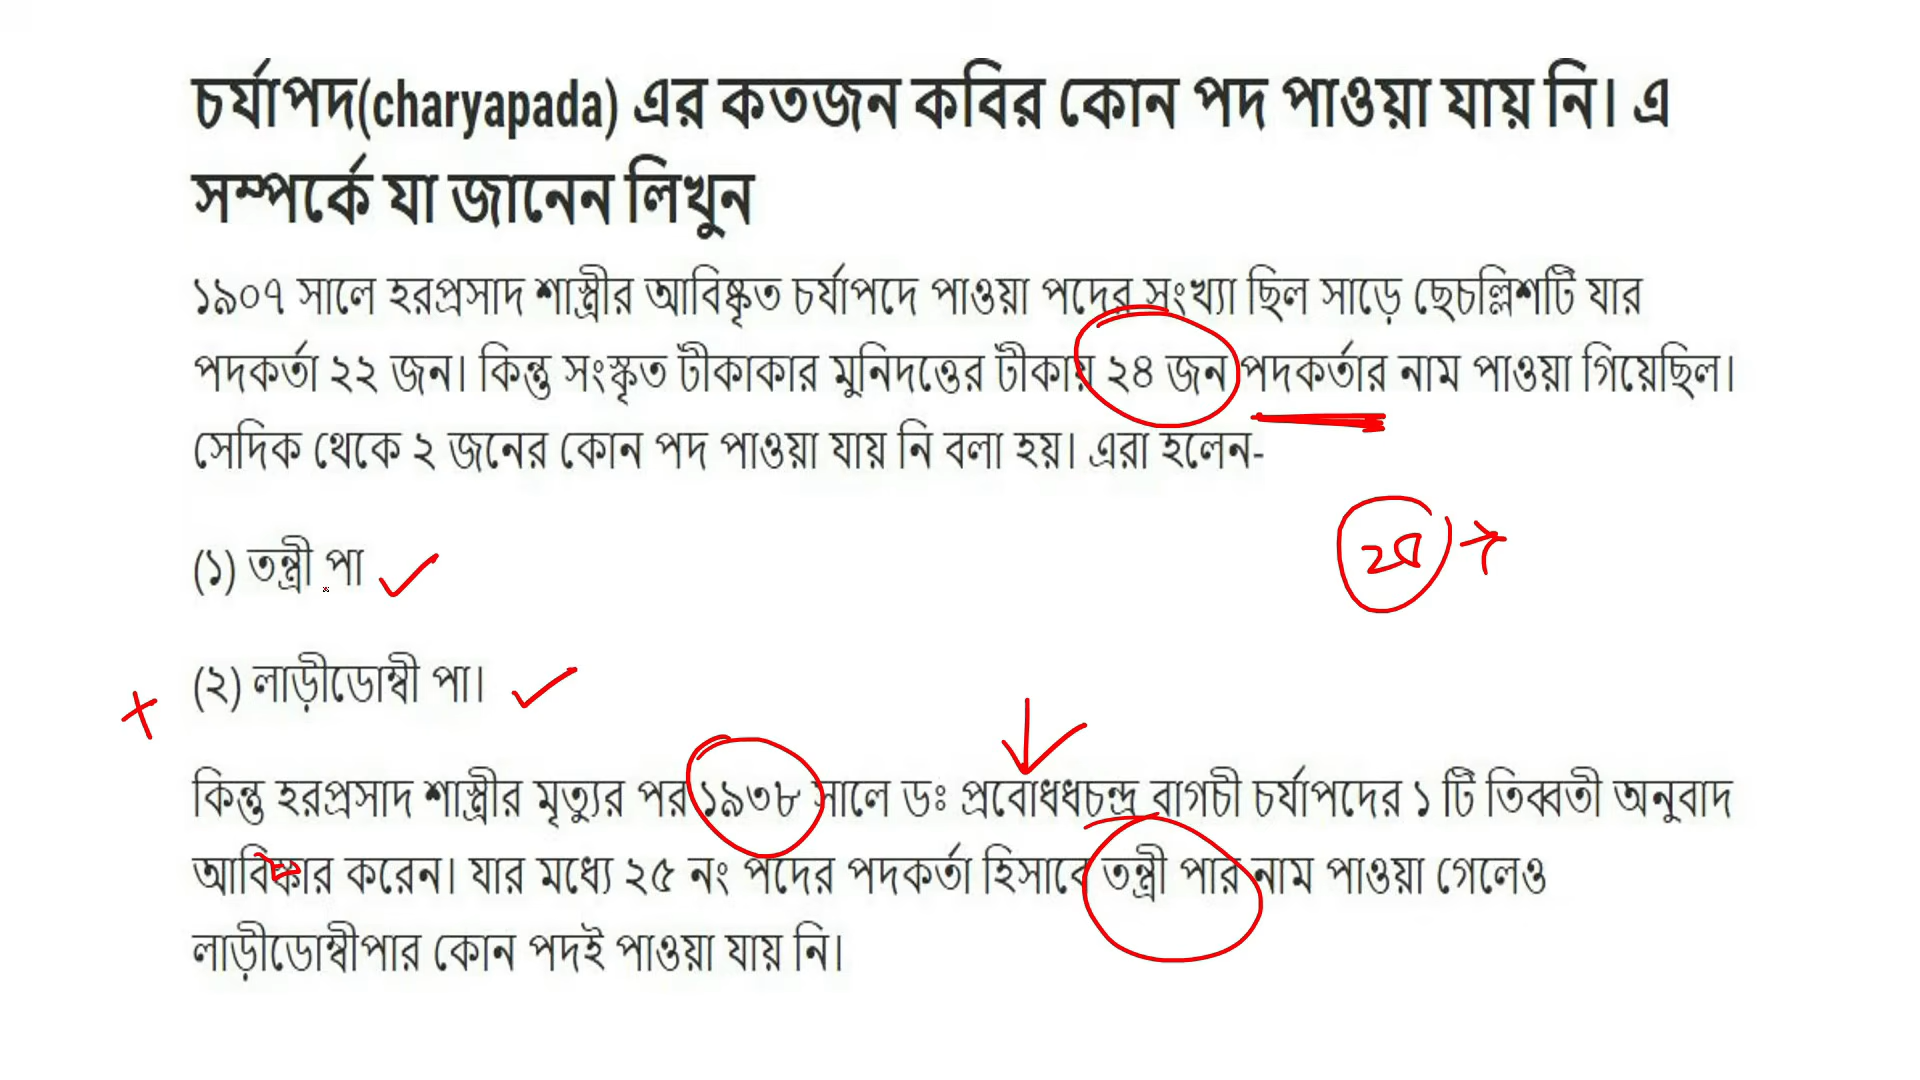 চর্যাপদ(charyapada) এর কতজন কবির কোন পদ পাওয়া যায় নি। এ
সম্পর্কে যা জানেন লিখুন
১৯০৭ সালে হরপ্রসাদ শাস্ত্রীর আবিষ্কৃত চর্যাপদে পাওয়া পদের সংখ্যা ছিল সাড়ে ছেচল্লিশটি যার
পদকর্তা ২২ জন। কিন্তু সংস্কৃত টীকাকার মুনিদত্তের টীকায় ২৪ জন পদকর্তার নাম পাওয়া গিয়েছিল।
সেদিক থেকে ২ জনের কোন পদ পাওয়া যায় নি বলা হয়। এরা হলেন-
(১) তন্ত্রী পা
(২) লাড়ীডোম্বী পা।
কিন্তু হরপ্রসাদ শাস্ত্রীর মৃত্যুর পর ১৯৩৮ সালে ডঃ প্রবোধধচন্দ্র বাগচী চর্যাপদের ১ টি তিব্বতী অনুবাদ
আবিষ্কার করেন। যার মধ্যে ২৫ নং পদের পদকর্তা হিসাবে তন্ত্রী পার নাম পাওয়া গেলেও
লাড়ীডোম্বীপার কোন পদই পাওয়া যায় নি।